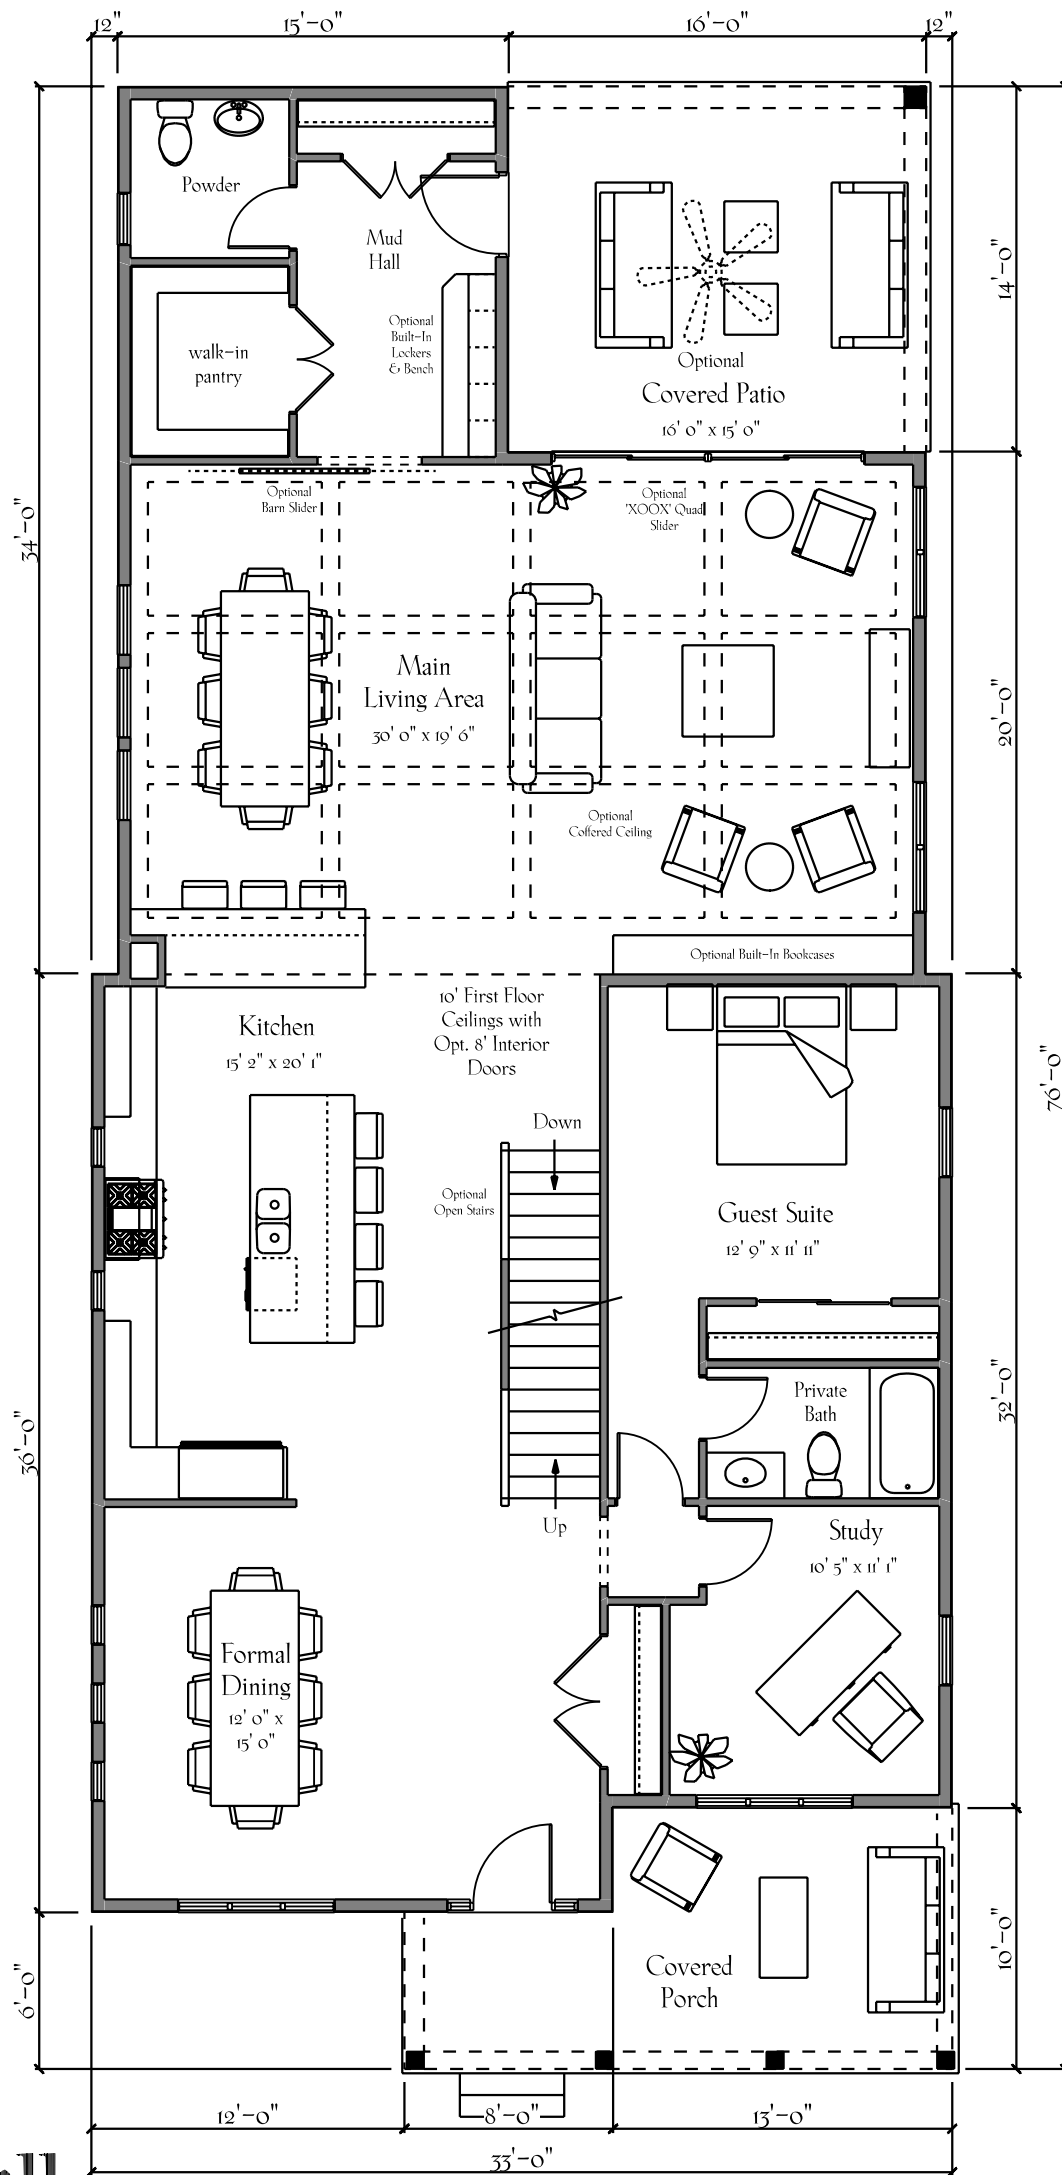 12"
15'-0"
16'-0"
12"
Powder
Mud
Hall
14'-0"
Optional
Built-In
Lockers
& Bench
walk-in
pantry
Optional
Covered Patio
16' 0" x 15' 0"
Optional
Barn Slider
Optional
'XOOX' Quad
Slider
34'-0"
Main
Living Area
30' 0" x 19' 6"
20'-0"
Optional
Coffered Ceiling
Optional Built-In Bookcases
Kitchen
15' 2" x 20' 1"
10' First Floor
Ceilings with
Opt. 8' Interior
Doors
76'-0"
Down
Optional
Open Stairs
Guest Suite
12' 9" x 11' 11"
Private
Bath
32'-0"
36'-0"
Up
Study
10' 5" x 11' 1"
Formal
Dining
12' 0" x
15' 0"
Covered
Porch
6'-0"
10'-0"
12'-0"
8'-0"
13'-0"
33'-0"